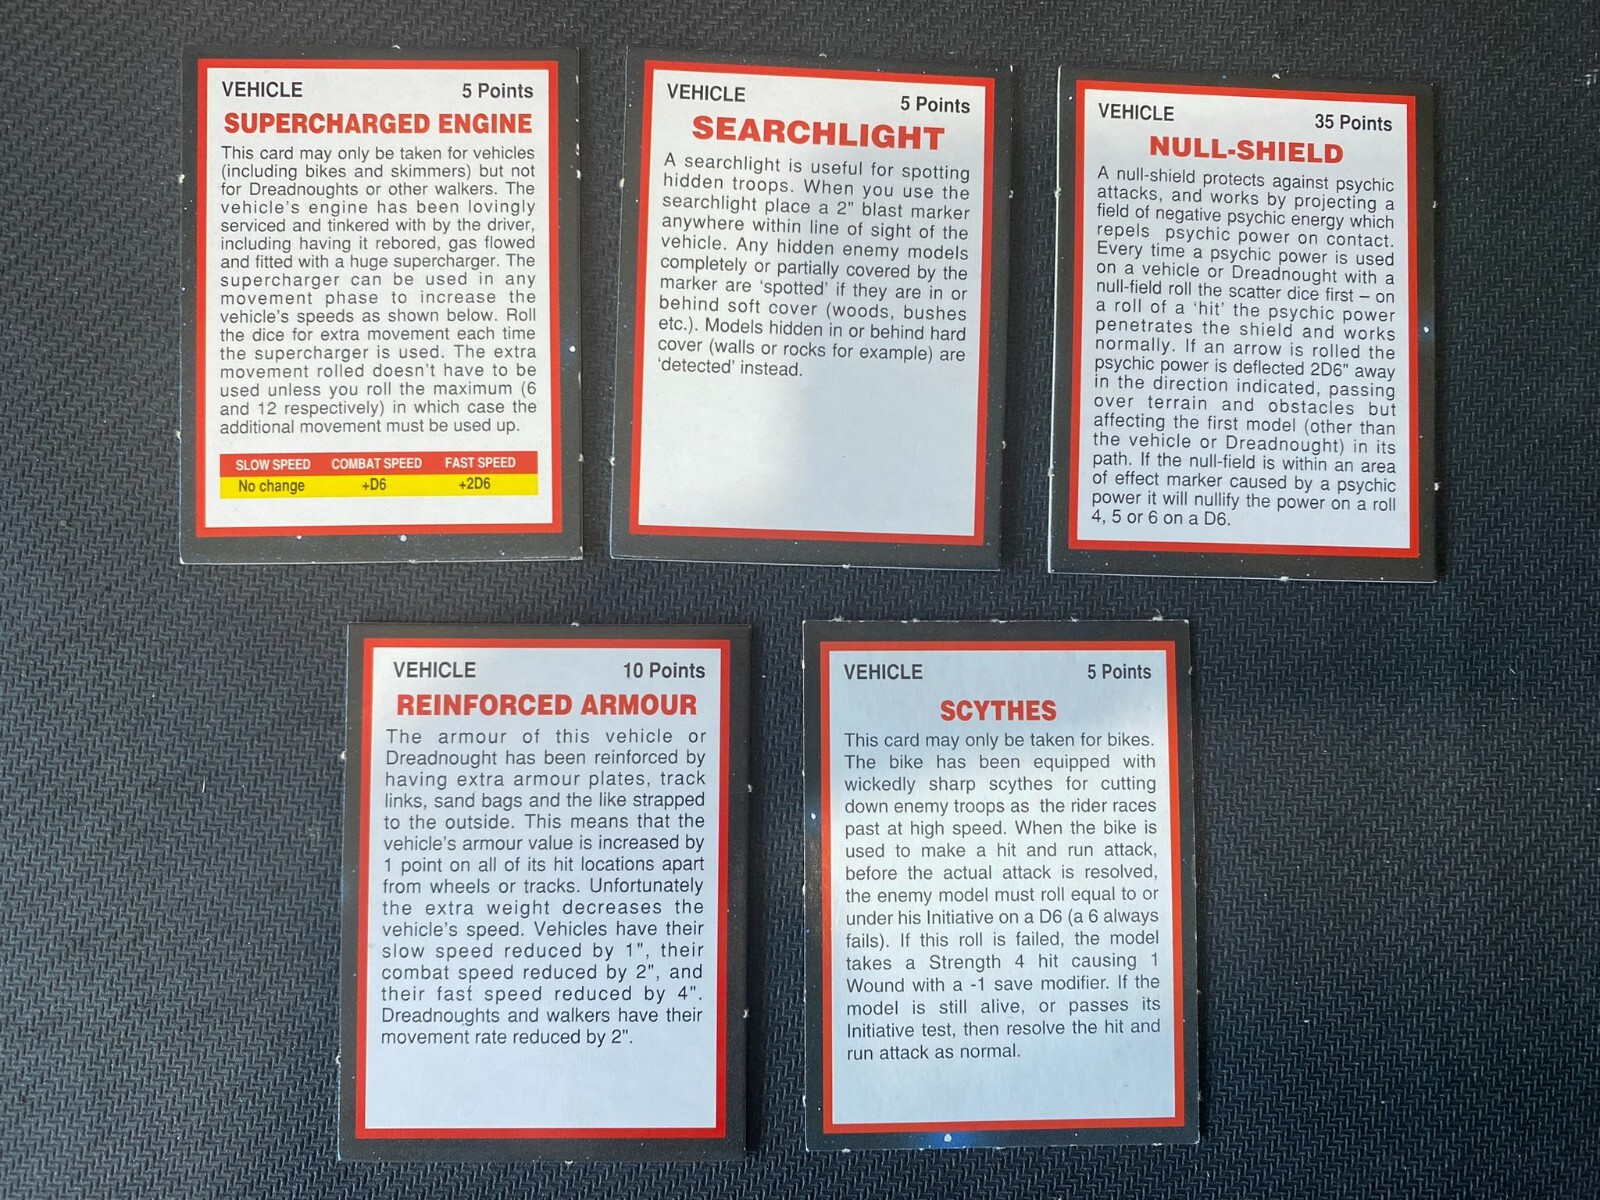 VEHICLE 5 Points
SUPERCHARGED ENGINE
This card may only be taken for vehicles
(including bikes and skimmers) but not
for Dreadnoughts or other walkers. The
vehicle's engine has been lovingly
serviced and tinkered with by the driver,
including having it rebored, gas flowed
and fitted with a huge supercharger. The
supercharger can be used in any
movement phase to increase the
vehicle's speeds as shown below. Roll
the dice for extra movement each time
the supercharger is used. The extra
movement rolled doesn't have to be
used unless you roll the maximum (6
and 12 respectively) in which case the
additional movement must be used up.
SLOW SPEED COMBAT SPEED FAST SPEED
No change +D6 +2D6
VEHICLE 5 Points
SEARCHLIGHT
A searchlight is useful for spotting
hidden troops. When you use the
searchlight place a 2" blast marker
anywhere within line of sight of the
vehicle. Any hidden enemy models
completely or partially covered by the
marker are 'spotted' if they are in or
behind soft cover (woods, bushes
etc.). Models hidden in or behind hard
cover (walls or rocks for example) are
'detected' instead.
VEHICLE 35 Points
NULL-SHIELD
A null-shield protects against psychic
attacks, and works by projecting a
field of negative psychic energy which
repels psychic power on contact.
Every time a psychic power is used
on a vehicle or Dreadnought with a
null-field roll the scatter dice first – on
a roll of a 'hit' the psychic power
penetrates the shield and works
normally. If an arrow is rolled the
psychic power is deflected 2D6" away
in the direction indicated, passing
over terrain and obstacles but
affecting the first model (other than
the vehicle or Dreadnought) in its
path. If the null-field is within an area
of effect marker caused by a psychic
power it will nullify the power on a roll
4, 5 or 6 on a D6.
VEHICLE 10 Points
REINFORCED ARMOUR
The armour of this vehicle or
Dreadnought has been reinforced by
having extra armour plates, track
links, sand bags and the like strapped
to the outside. This means that the
vehicle's armour value is increased by
1 point on all of its hit locations apart
from wheels or tracks. Unfortunately
the extra weight decreases the
vehicle's speed. Vehicles have their
slow speed reduced by 1", their
combat speed reduced by 2", and
their fast speed reduced by 4".
Dreadnoughts and walkers have their
movement rate reduced by 2".
VEHICLE 5 Points
SCYTHES
This card may only be taken for bikes.
The bike has been equipped with
wickedly sharp scythes for cutting
down enemy troops as the rider races
past at high speed. When the bike is
used to make a hit and run attack,
before the actual attack is resolved,
the enemy model must roll equal to or
under his Initiative on a D6 (a 6 always
fails). If this roll is failed, the model
takes a Strength 4 hit causing 1
Wound with a -1 save modifier. If the
model is still alive, or passes its
Initiative test, then resolve the hit and
run attack as normal.